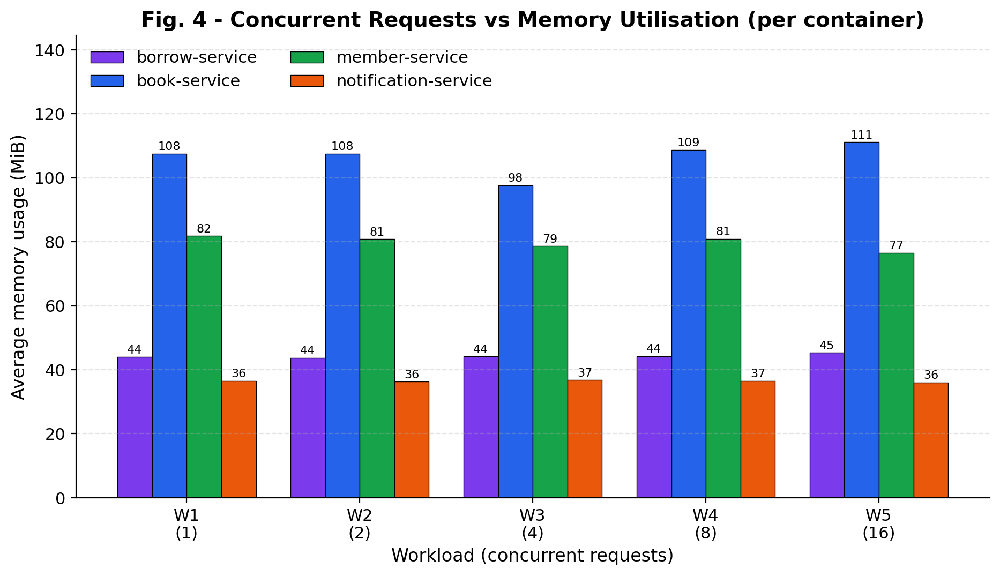 Fig. 4 - Concurrent Requests vs Memory Utilisation (per container)
borrow-service
book-service
member-service
notification-service
Average memory usage (MiB)
140
120
100
80
60
40
20
0
44
108
82
36
44
108
81
36
44
98
79
37
44
109
81
37
45
111
77
36
W1
(1)
W2
(2)
W3
(4)
W4
(8)
W5
(16)
Workload (concurrent requests)